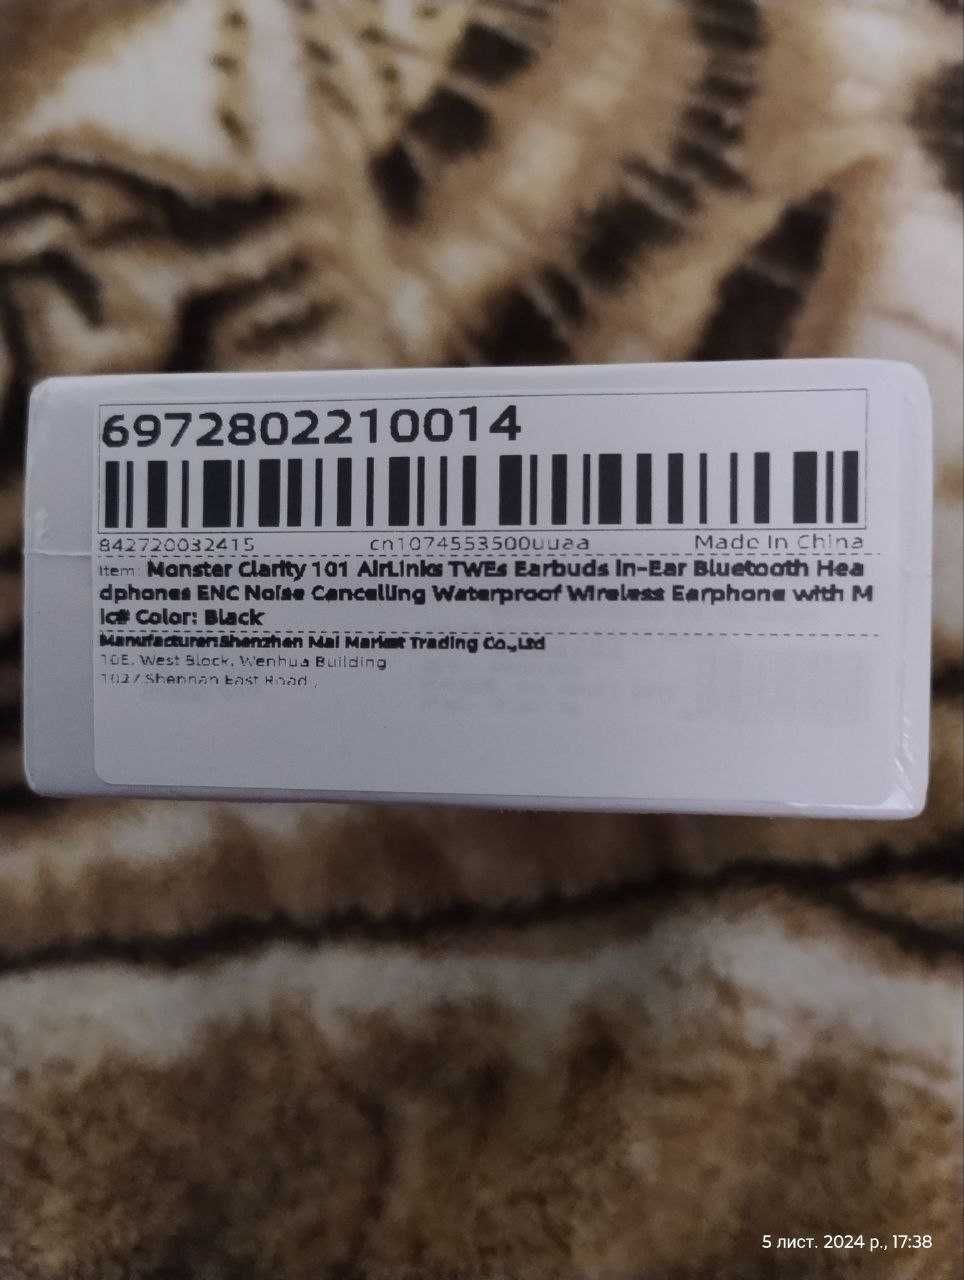 6972802210014
842720032415 cn1074553500uuaa Made In China
Item: Monster Clarity 101 AirLinks TWEs Earbuds In-Ear Bluetooth Hea
dphones ENC Noise Cancelling Waterproof Wireless Earphone with M
ic# Color: Black
Manufacturer:Shenzhen Mai Market Trading Co.,Ltd
10E, West Block, Wenhua Building
1027 Shennan East Road ,
5 лист. 2024 р., 17:38